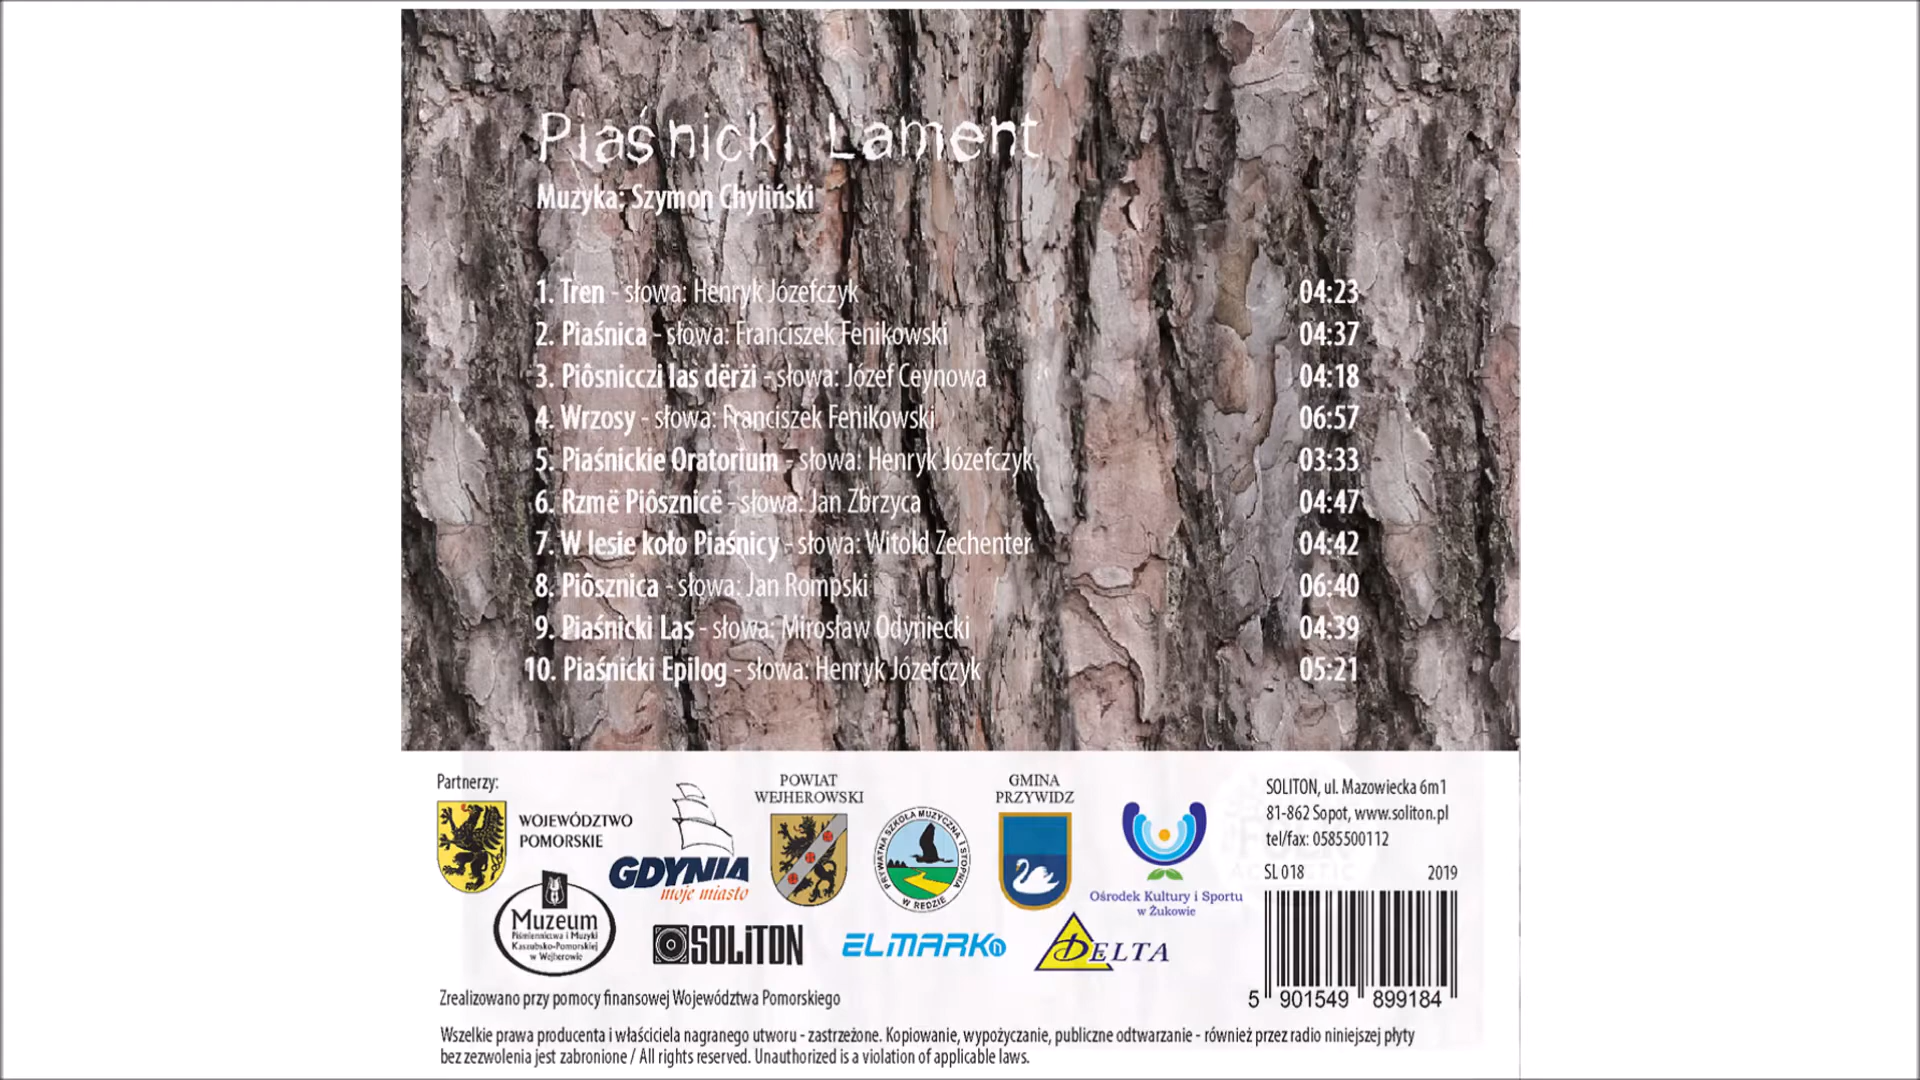 Piaśnicki Lament
Muzyka: Szymon Chyliński
1. Tren - słowa: Henryk Józefczyk 04:23
2. Piaśnica - słowa: Franciszek Fenikowski 04:37
3. Piôsnicczi las dërżi - słowa: Józef Ceynowa 04:18
4. Wrzosy - słowa: Franciszek Fenikowski 06:57
5. Piaśnickie Oratorium - słowa: Henryk Józefczyk 03:33
6. Rzmë Piôsznicë - słowa: Jan Zbrzyca 04:47
7. W lesie koło Piaśnicy - słowa: Witold Zechenter 04:42
8. Piôsznica - słowa: Jan Rompski 06:40
9. Piaśnicki Las - słowa: Mirosław Odyniecki 04:39
10. Piaśnicki Epilog - słowa: Henryk Józefczyk 05:21
Partnerzy:
WOJEWÓDZTWO
POMORSKIE
GDYNIA
moje miasto
POWIAT
WEJHEROWSKI
PRYWATNA SZKOŁA MUZYCZNA I STOPNIA
W REDZIE
GMINA
PRZYWIDZ
Ośrodek Kultury i Sportu
w Żukowie
Muzeum
Piśmiennictwa i Muzyki
Kaszubsko-Pomorskiej
w Wejherowie
SOLITON
ELMARK
DELTA
SOLITON, ul. Mazowiecka 6m1
81-862 Sopot, www.soliton.pl
tel/fax: 0585500112
SL 018 2019
5 901549 899184
Zrealizowano przy pomocy finansowej Województwa Pomorskiego
Wszelkie prawa producenta i właściciela nagranego utworu - zastrzeżone. Kopiowanie, wypożyczanie, publiczne odtwarzanie - również przez radio niniejszej płyty
bez zezwolenia jest zabronione / All rights reserved. Unauthorized is a violation of applicable laws.